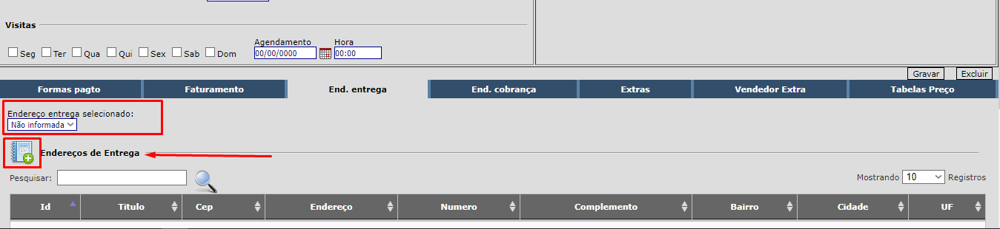 Visitas
Agendamento Hora
Seg Ter Qua Qui Sex Sab Dom 00/00/0000 00:00
Gravar Excluir
Formas pagto Faturamento End. entrega End. cobrança Extras Vendedor Extra Tabelas Preço
Endereço entrega selecionado:
Não informada
Endereços de Entrega
Pesquisar: Mostrando 10 Registros
Id Titulo Cep Endereço Numero Complemento Bairro Cidade UF